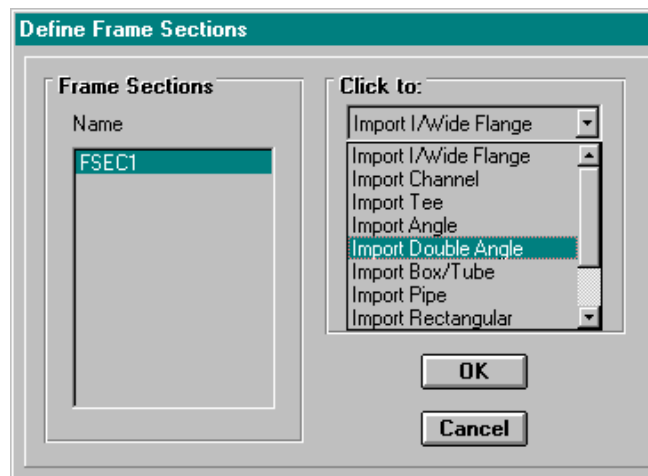 Define Frame Sections
Frame Sections
Name
FSEC1
Click to:
Import I/Wide Flange
Import I/Wide Flange
Import Channel
Import Tee
Import Angle
Import Double Angle
Import Box/Tube
Import Pipe
Import Rectangular
OK
Cancel